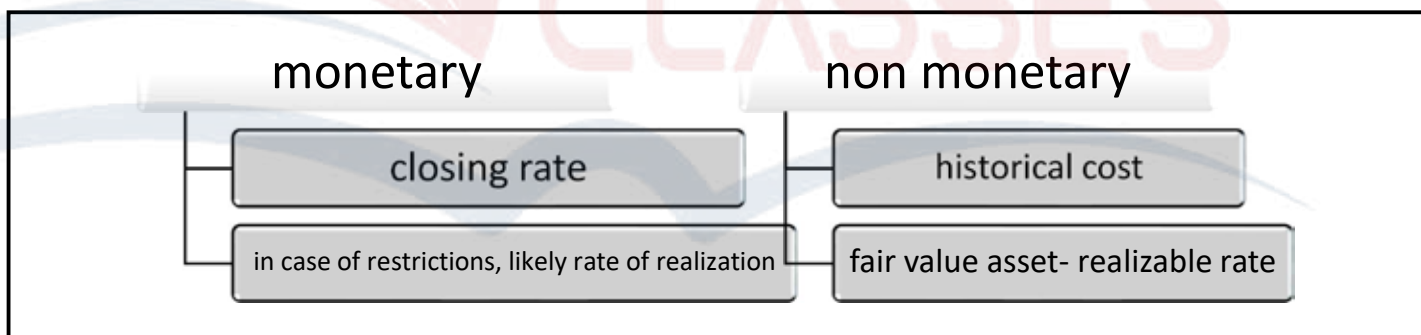 CLASSES
monetary
closing rate
in case of restrictions, likely rate of realization
non monetary
historical cost
fair value asset- realizable rate